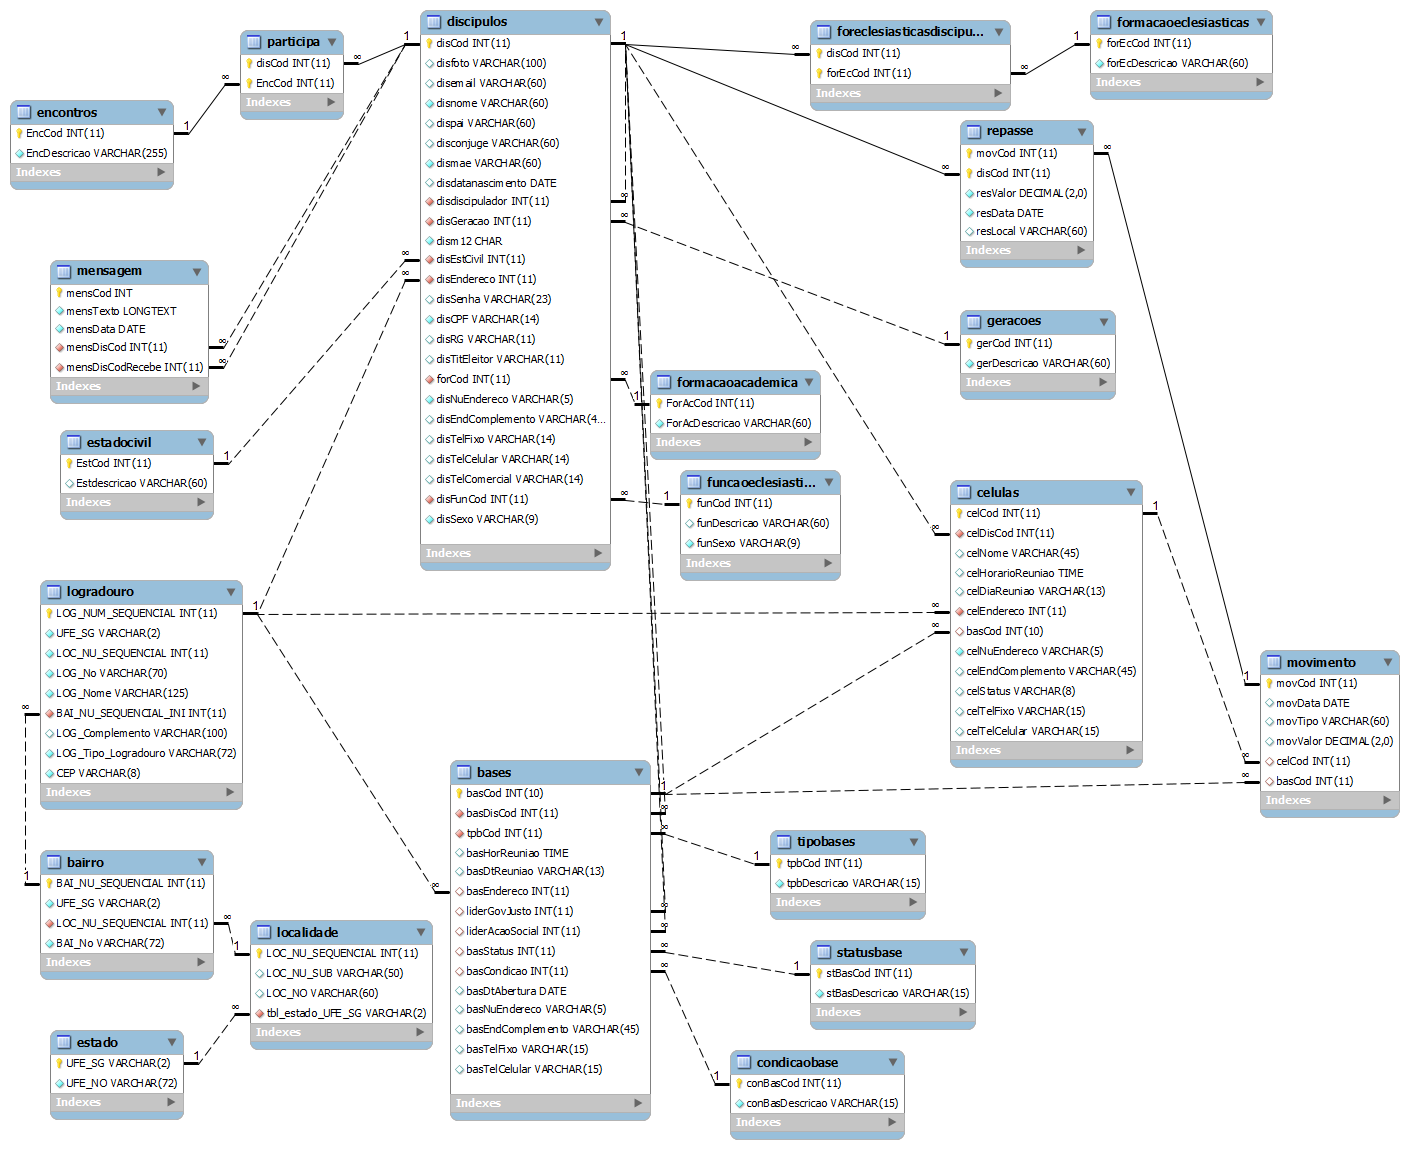 discipulos
disCod INT(11)
disfoto VARCHAR(100)
disemail VARCHAR(60)
disnome VARCHAR(60)
dispai VARCHAR(60)
disconjuge VARCHAR(60)
dismae VARCHAR(60)
disdatanascimento DATE
disdiscipulador INT(11)
disGeracao INT(11)
dism12 CHAR
disEstCivil INT(11)
disEndereco INT(11)
disSenha VARCHAR(23)
disCPF VARCHAR(14)
disRG VARCHAR(11)
disTitEleitor VARCHAR(11)
forCod INT(11)
disNuEndereco VARCHAR(5)
disEndComplemento VARCHAR(4...
disTelFixo VARCHAR(14)
disTelCelular VARCHAR(14)
disTelComercial VARCHAR(14)
disFunCod INT(11)
disSexo VARCHAR(9)
Indexes
participa
disCod INT(11)
EncCod INT(11)
Indexes
encontros
EncCod INT(11)
EncDescricao VARCHAR(255)
Indexes
foreclesiasticasdiscipu...
disCod INT(11)
forEcCod INT(11)
Indexes
formacaoeclesiasticas
forEcCod INT(11)
forEcDescricao VARCHAR(60)
Indexes
repasse
movCod INT(11)
disCod INT(11)
resValor DECIMAL(2,0)
resData DATE
resLocal VARCHAR(60)
Indexes
mensagem
mensCod INT
mensTexto LONGTEXT
mensData DATE
mensDisCod INT(11)
mensDisCodRecebe INT(11)
Indexes
geracoes
gerCod INT(11)
gerDescricao VARCHAR(60)
Indexes
formacaoacademica
ForAcCod INT(11)
ForAcDescricao VARCHAR(60)
Indexes
estadocivil
EstCod INT(11)
Estdescricao VARCHAR(60)
Indexes
funcaoeclesiasti...
funCod INT(11)
funDescricao VARCHAR(60)
funSexo VARCHAR(9)
Indexes
celulas
celCod INT(11)
celDisCod INT(11)
celNome VARCHAR(45)
celHorarioReuniao TIME
celDiaReuniao VARCHAR(13)
celEndereco INT(11)
basCod INT(10)
celNuEndereco VARCHAR(5)
celEndComplemento VARCHAR(45)
celStatus VARCHAR(8)
celTelFixo VARCHAR(15)
celTelCelular VARCHAR(15)
Indexes
logradouro
LOG_NUM_SEQUENCIAL INT(11)
UFE_SG VARCHAR(2)
LOC_NU_SEQUENCIAL INT(11)
LOG_No VARCHAR(70)
LOG_Nome VARCHAR(125)
BAI_NU_SEQUENCIAL_INI INT(11)
LOG_Complemento VARCHAR(100)
LOG_Tipo_Logradouro VARCHAR(72)
CEP VARCHAR(8)
Indexes
movimento
movCod INT(11)
movData DATE
movTipo VARCHAR(60)
movValor DECIMAL(2,0)
celCod INT(11)
basCod INT(11)
Indexes
bases
basCod INT(10)
basDisCod INT(11)
tpbCod INT(11)
basHorReuniao TIME
basDtReuniao VARCHAR(13)
basEndereco INT(11)
liderGovJusto INT(11)
liderAcaoSocial INT(11)
basStatus INT(11)
basCondicao INT(11)
basDtAbertura DATE
basNuEndereco VARCHAR(5)
basEndComplemento VARCHAR(45)
basTelFixo VARCHAR(15)
basTelCelular VARCHAR(15)
Indexes
tipobases
tpbCod INT(11)
tpbDescricao VARCHAR(15)
Indexes
bairro
BAI_NU_SEQUENCIAL INT(11)
UFE_SG VARCHAR(2)
LOC_NU_SEQUENCIAL INT(11)
BAI_No VARCHAR(72)
Indexes
localidade
LOC_NU_SEQUENCIAL INT(11)
LOC_NU_SUB VARCHAR(50)
LOC_NO VARCHAR(60)
tbl_estado_UFE_SG VARCHAR(2)
Indexes
statusbase
stBasCod INT(11)
stBasDescricao VARCHAR(15)
Indexes
estado
UFE_SG VARCHAR(2)
UFE_NO VARCHAR(72)
Indexes
condicaobase
conBasCod INT(11)
conBasDescricao VARCHAR(15)
Indexes